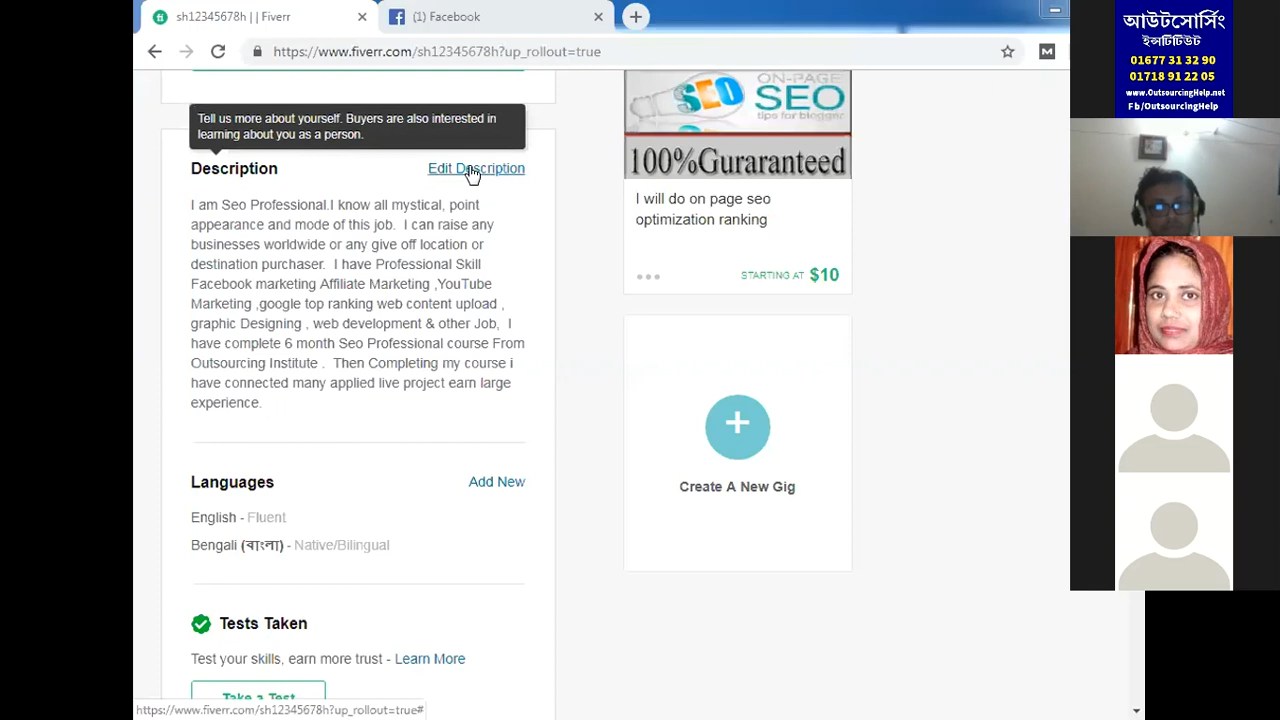 sh12345678h | | Fiverr
(1) Facebook
https://www.fiverr.com/sh12345678h?up_rollout=true
Tell us more about yourself. Buyers are also interested in
learning about you as a person.
Description
Edit Description
I am Seo Professional.I know all mystical, point
appearance and mode of this job. I can raise any
businesses worldwide or any give off location or
destination purchaser. I have Professional Skill
Facebook marketing Affiliate Marketing ,YouTube
Marketing ,google top ranking web content upload ,
graphic Designing , web development & other Job, I
have complete 6 month Seo Professional course From
Outsourcing Institute . Then Completing my course i
have connected many applied live project earn large
experience.
Languages
Add New
English - Fluent
Bengali (বাংলা) - Native/Bilingual
Tests Taken
Test your skills, earn more trust - Learn More
Take a Test
https://www.fiverr.com/sh12345678h?up_rollout=true#
ON-PAGE
SEO
SEO
tips for blogger
100%Guraranteed
I will do on page seo
optimization ranking
STARTING AT $10
+
Create A New Gig
M
আউটসোর্সিং
ইন্সটিটিউট
01677 31 32 90
01718 91 22 05
www.OutsourcingHelp.net
Fb/OutsourcingHelp